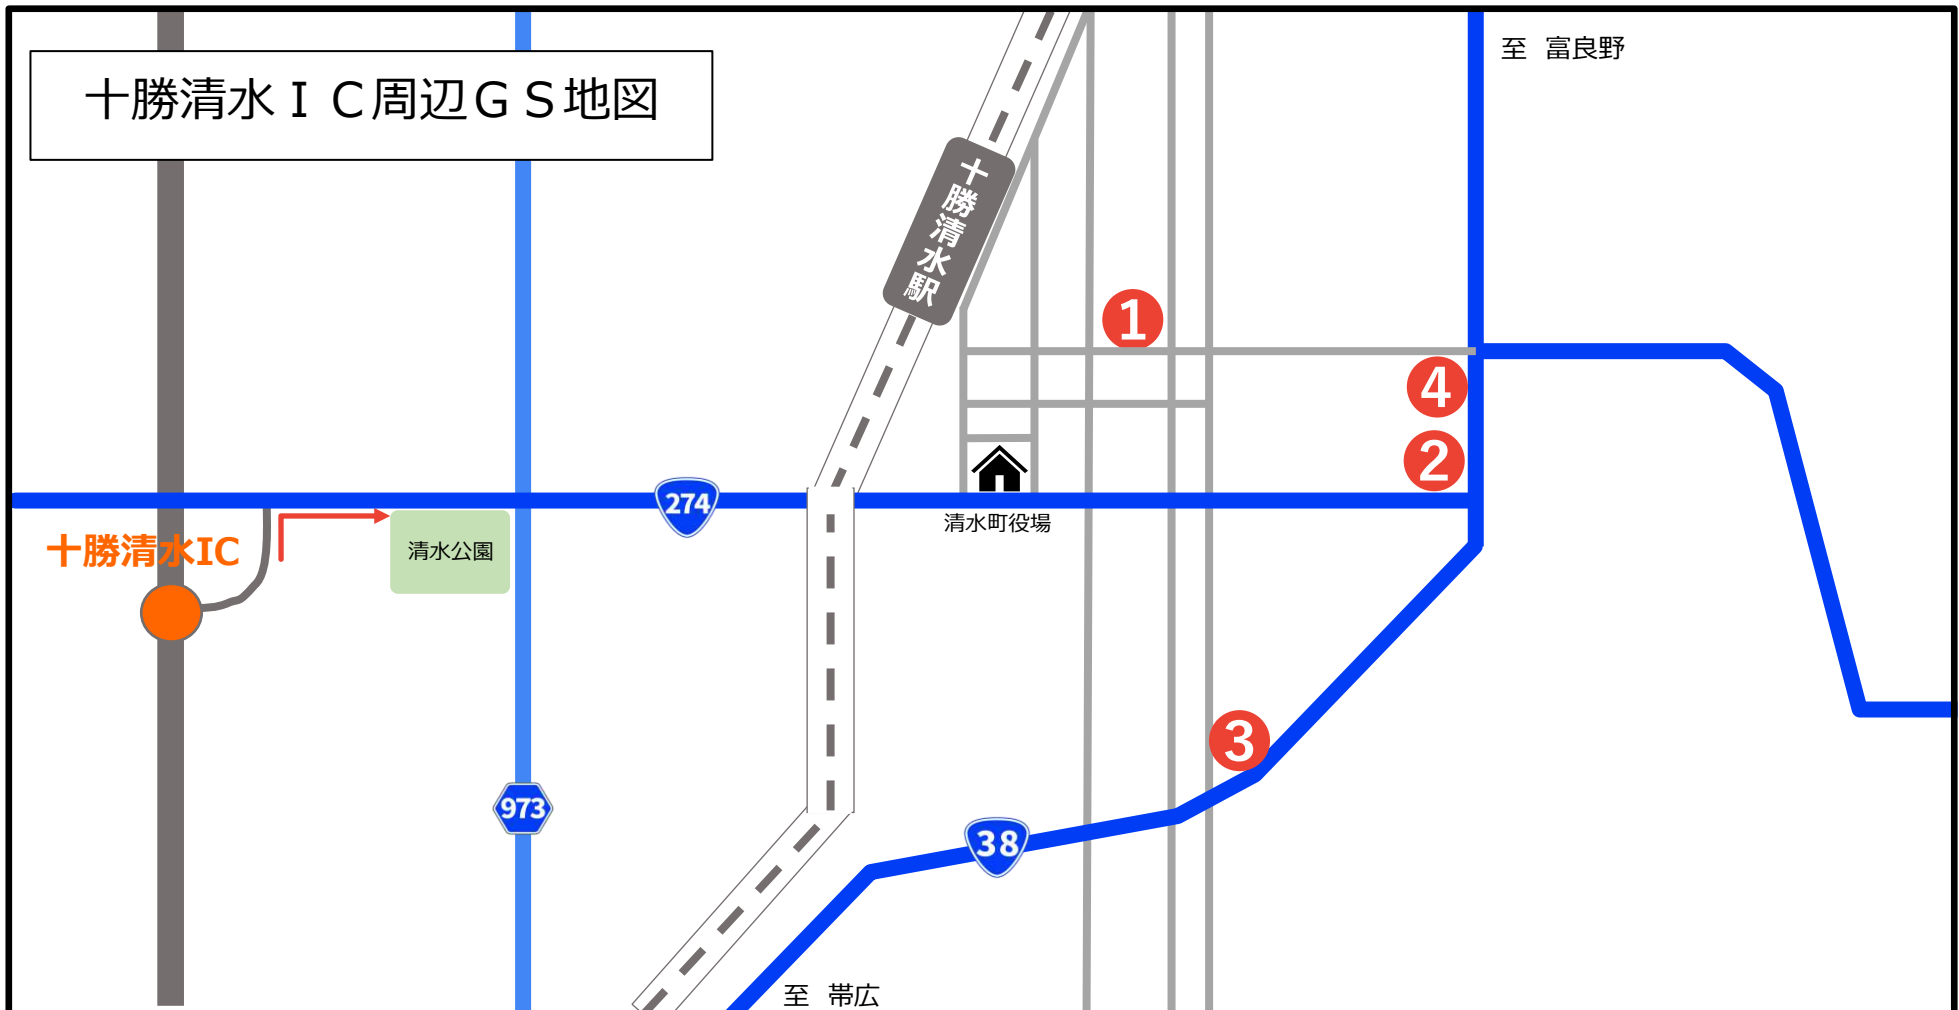 十勝清水ＩＣ周辺ＧＳ地図
至 富良野
十勝清水駅
1
4
2
274
清水町役場
十勝清水IC
清水公園
3
973
38
至 帯広